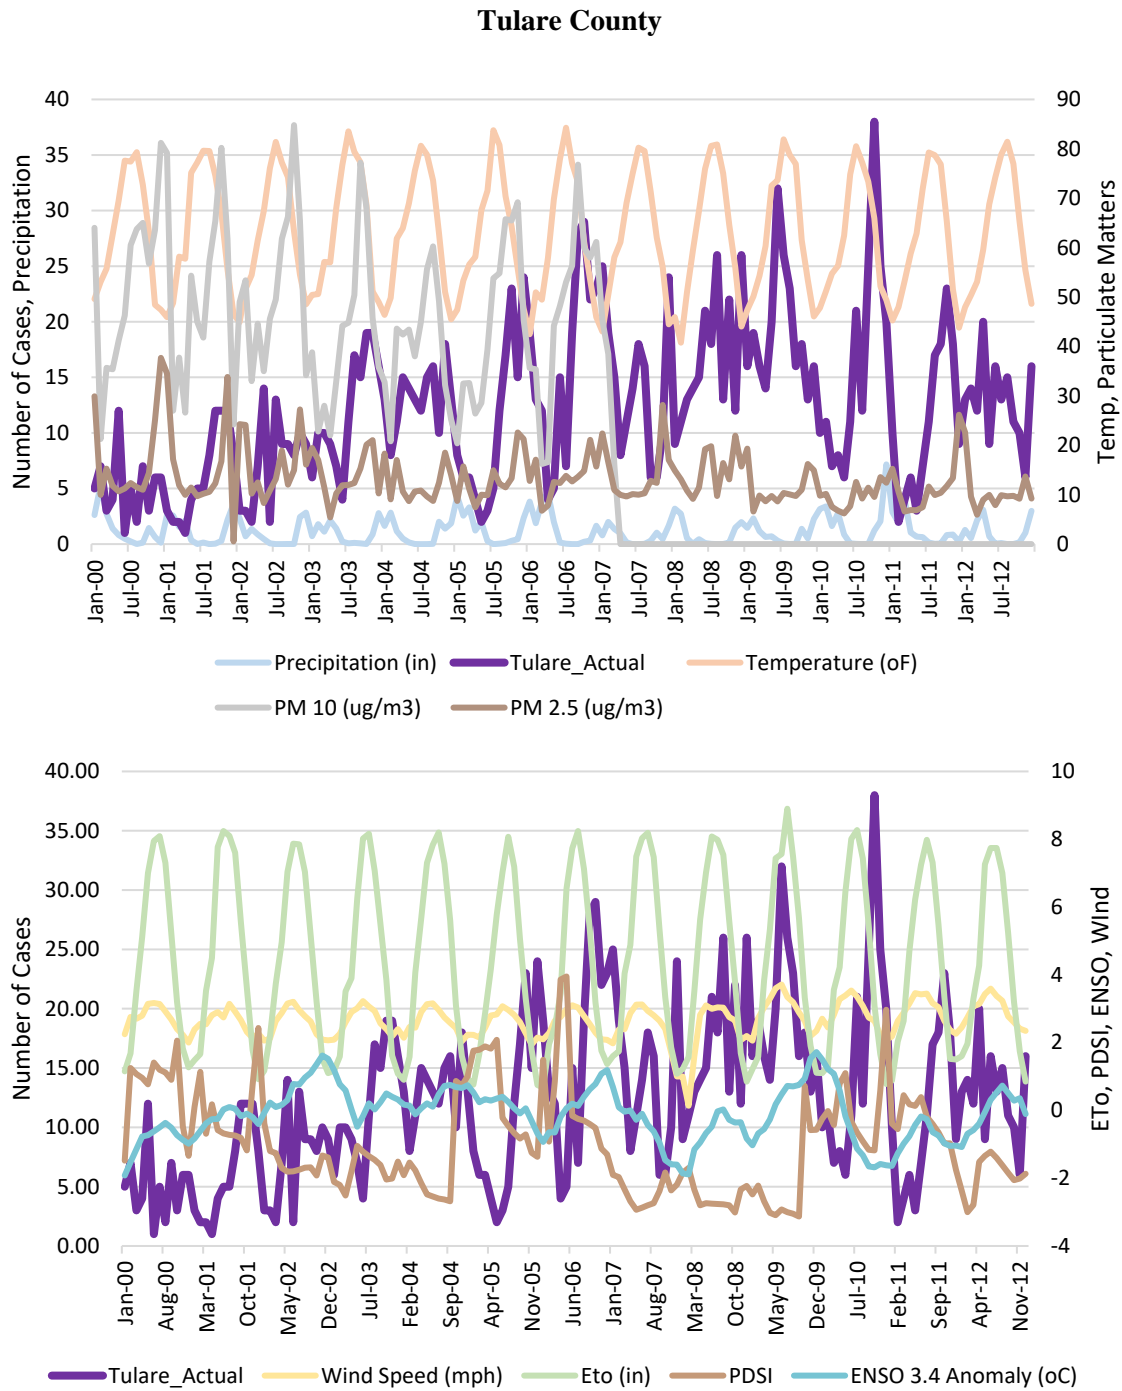 Tulare County
40
35
30
25
20
15
10
5
0
Number of Cases, Precipitation
90
80
70
60
50
40
30
20
10
0
Temp, Particulate Matters
Jan-00
Jul-00
Jan-01
Jul-01
Jan-02
Jul-02
Jan-03
Jul-03
Jan-04
Jul-04
Jan-05
Jul-05
Jan-06
Jul-06
Jan-07
Jul-07
Jan-08
Jul-08
Jan-09
Jul-09
Jan-10
Jul-10
Jan-11
Jul-11
Jan-12
Jul-12
Precipitation (in) Tulare_Actual Temperature (oF)
PM 10 (ug/m3) PM 2.5 (ug/m3)
40.00
35.00
30.00
25.00
20.00
15.00
10.00
5.00
0.00
Number of Cases
10
8
6
4
2
0
-2
-4
ETo, PDSI, ENSO, WInd
Jan-00
Aug-00
Mar-01
Oct-01
May-02
Dec-02
Jul-03
Feb-04
Sep-04
Apr-05
Nov-05
Jun-06
Jan-07
Aug-07
Mar-08
Oct-08
May-09
Dec-09
Jul-10
Feb-11
Sep-11
Apr-12
Nov-12
Tulare_Actual Wind Speed (mph) Eto (in) PDSI ENSO 3.4 Anomaly (oC)